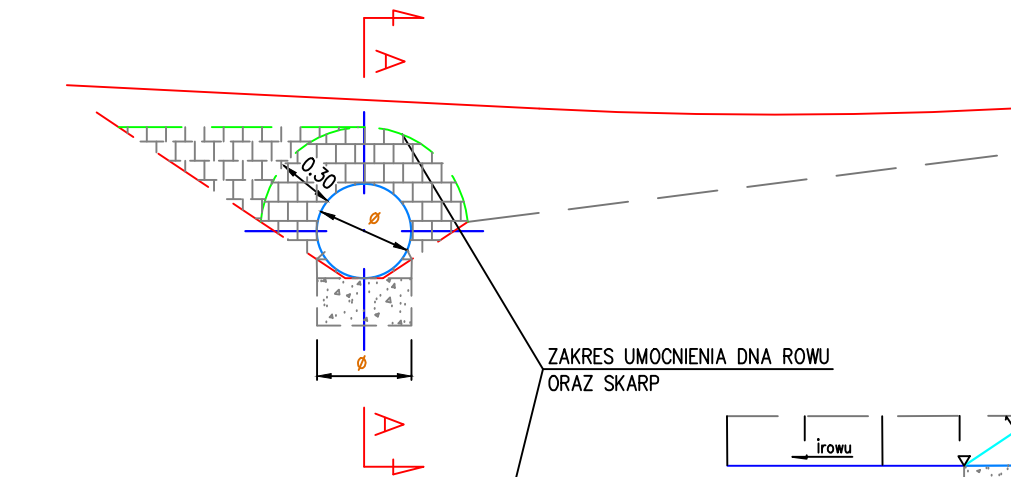 A
0.30
ø
ø
ZAKRES UMOCNIENIA DNA ROWU
ORAZ SKARP
A
irowu